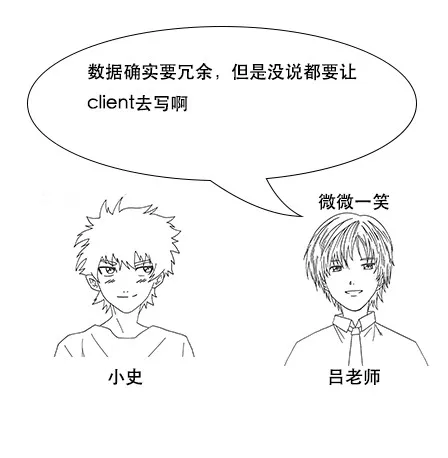 数据确实要冗余，但是没说都要让
client去写啊
微微一笑
小史
吕老师